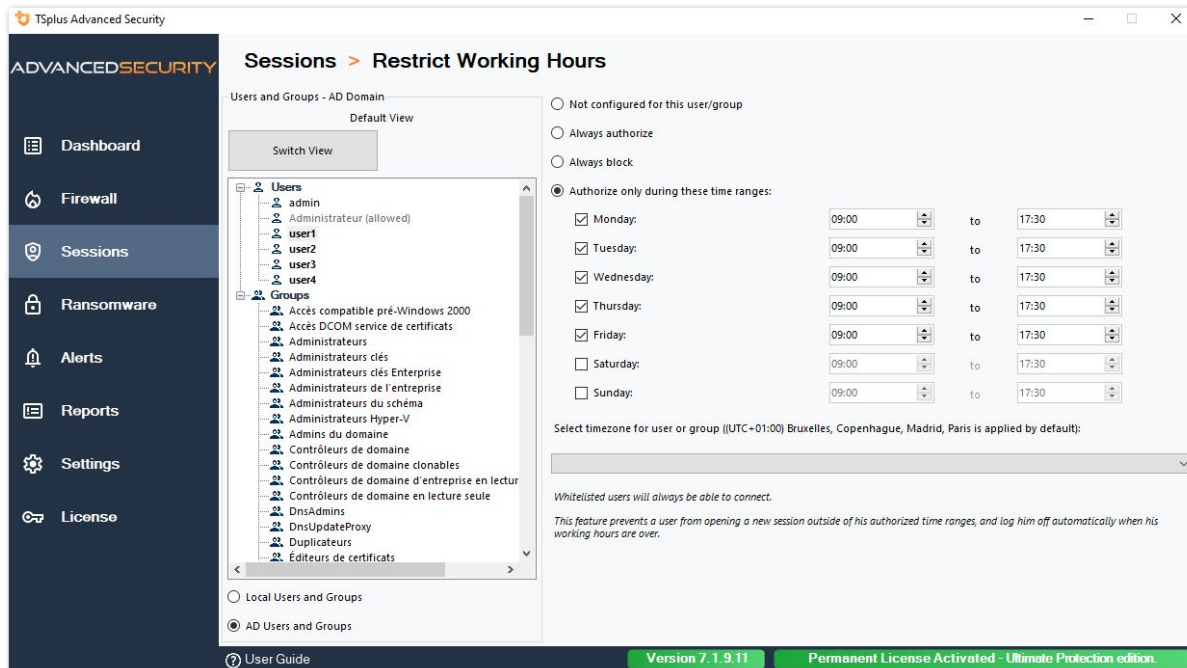 TSplus Advanced Security
ADVANCEDSECURITY
Dashboard
Firewall
Sessions
Ransomware
Alerts
Reports
Settings
License
Sessions > Restrict Working Hours
Users and Groups - AD Domain
Default View
Switch View
Users
admin
Administrateur (allowed)
user1
user2
user3
user4
Groups
Accès compatible pré-Windows 2000
Accès DCOM service de certificats
Administrateurs
Administrateurs clés
Administrateurs clés Enterprise
Administrateurs de l'entreprise
Administrateurs du schéma
Administrateurs Hyper-V
Admins du domaine
Contrôleurs de domaine
Contrôleurs de domaine clonables
Contrôleurs de domaine d'entreprise en lectur
Contrôleurs de domaine en lecture seule
DnsAdmins
DnsUpdateProxy
Duplicateurs
Éditeurs de certificats
Local Users and Groups
AD Users and Groups
Not configured for this user/group
Always authorize
Always block
Authorize only during these time ranges:
Monday: 09:00 to 17:30
Tuesday: 09:00 to 17:30
Wednesday: 09:00 to 17:30
Thursday: 09:00 to 17:30
Friday: 09:00 to 17:30
Saturday: 09:00 to 17:30
Sunday: 09:00 to 17:30
Select timezone for user or group ((UTC+01:00) Bruxelles, Copenhague, Madrid, Paris is applied by default):
Whitelisted users will always be able to connect.
This feature prevents a user from opening a new session outside of his authorized time ranges, and log him off automatically when his
working hours are over.
User Guide
Version 7.1.9.11
Permanent License Activated - Ultimate Protection edition.